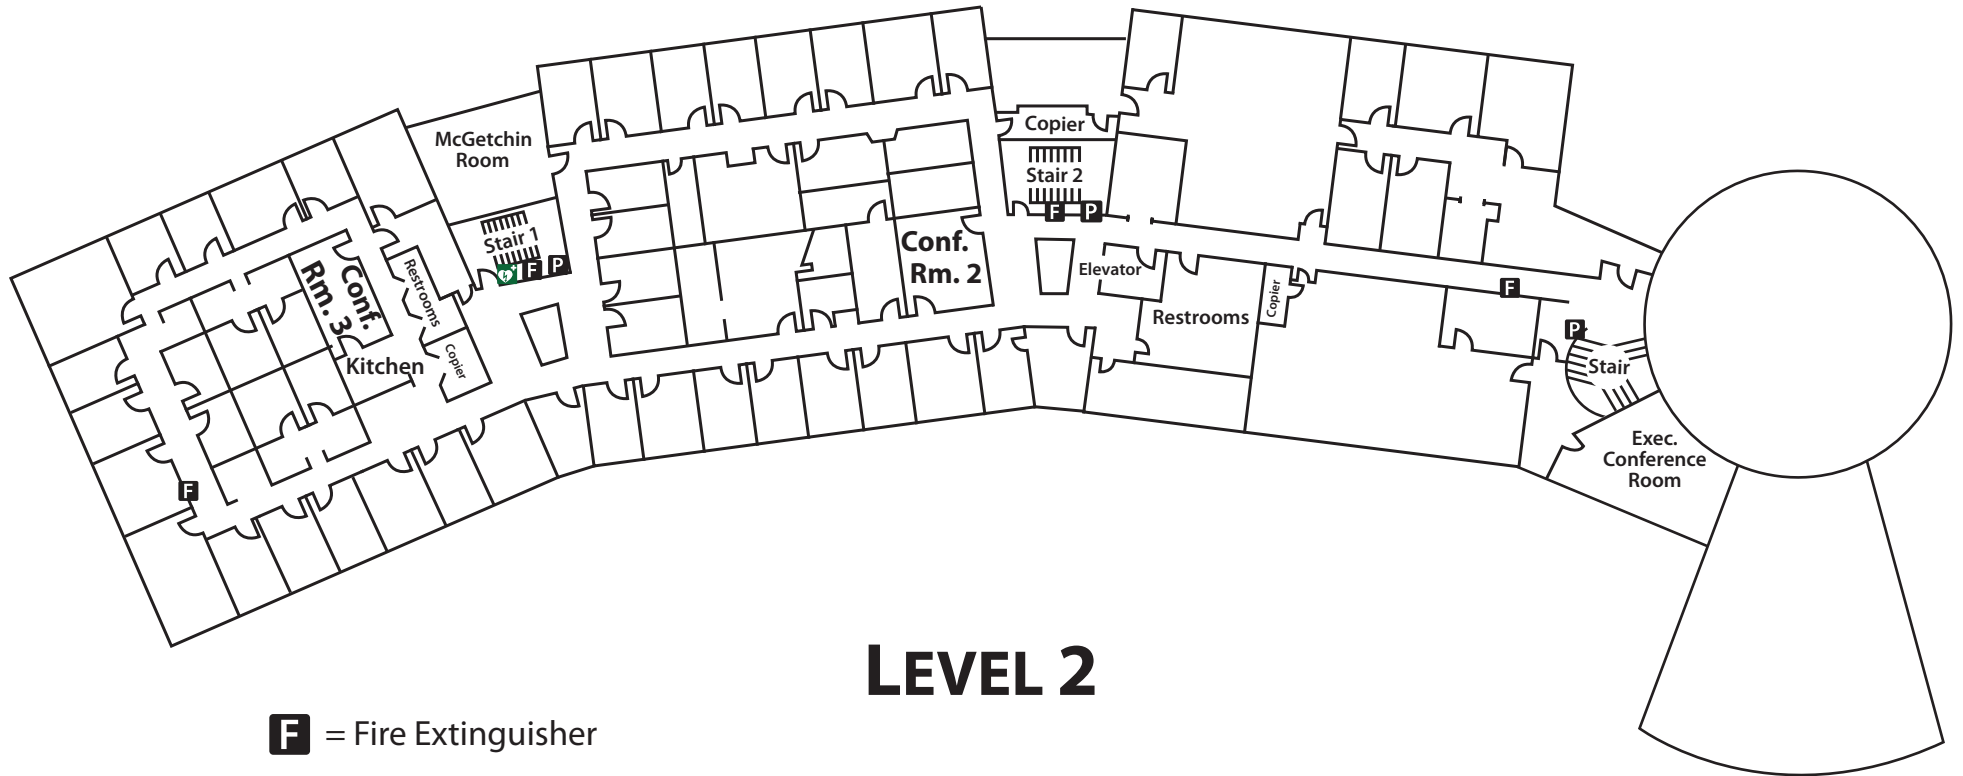 McGetchin
Room
Copier
Stair 2
F
P
Stair 1
F
P
Restrooms
Conf.
Rm. 3
Kitchen
Copier
Conf.
Rm. 2
Elevator
Restrooms
Copier
F
P
Stair
Exec.
Conference
Room
F
LEVEL 2
F = Fire Extinguisher